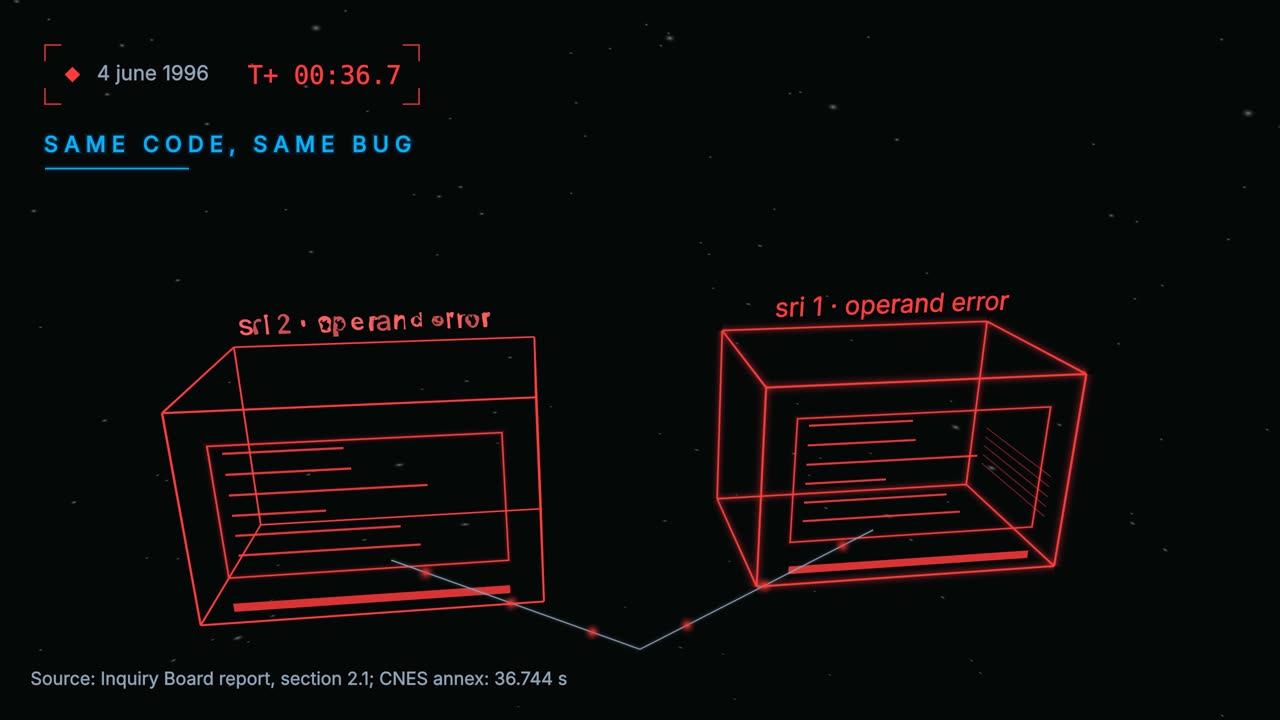 4 june 1996 T+ 00:36.7
SAME CODE, SAME BUG
sri 2 · operand error
sri 1 · operand error
Source: Inquiry Board report, section 2.1; CNES annex: 36.744 s